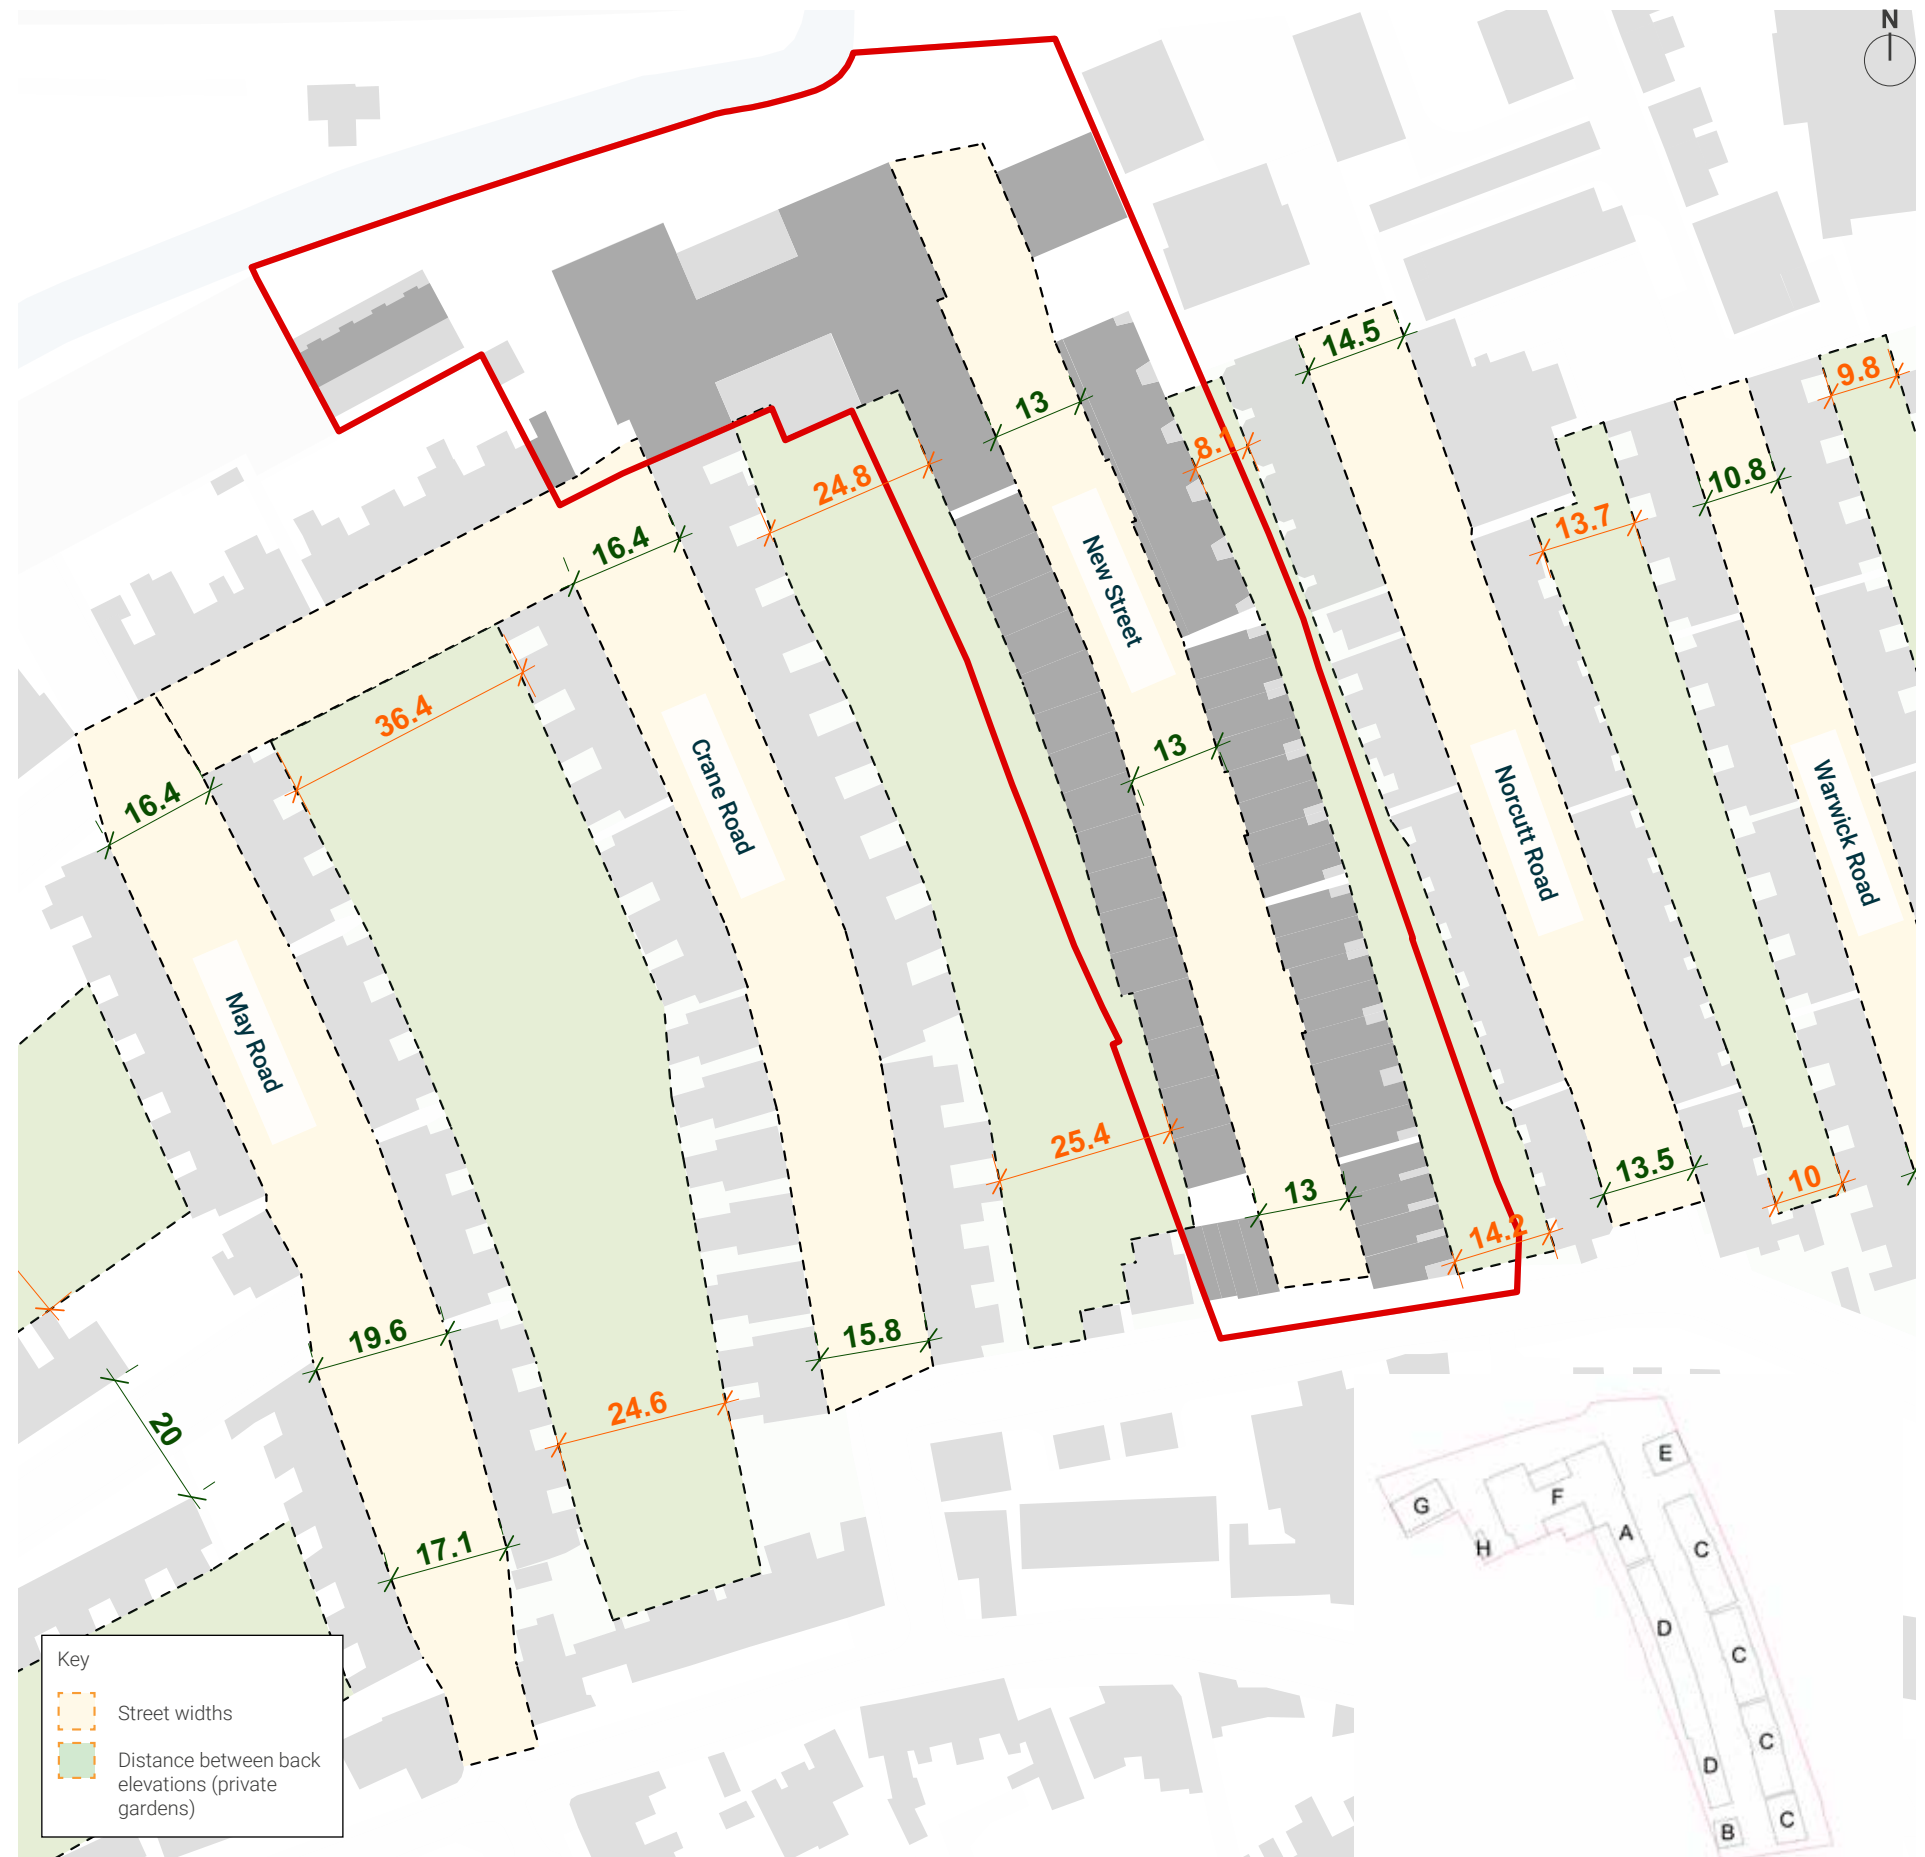 N
14.5
9.8
13
8.1
24.8
10.8
13.7
16.4
New Street
36.4
13
Crane Road
16.4
Norcutt Road
Warwick Road
May Road
25.4
13.5
10
13
14.2
19.6
15.8
20
24.6
17.1
Key
Street widths
Distance between back
elevations (private
gardens)
E
G
F
H
A
C
D
C
C
D
C
B